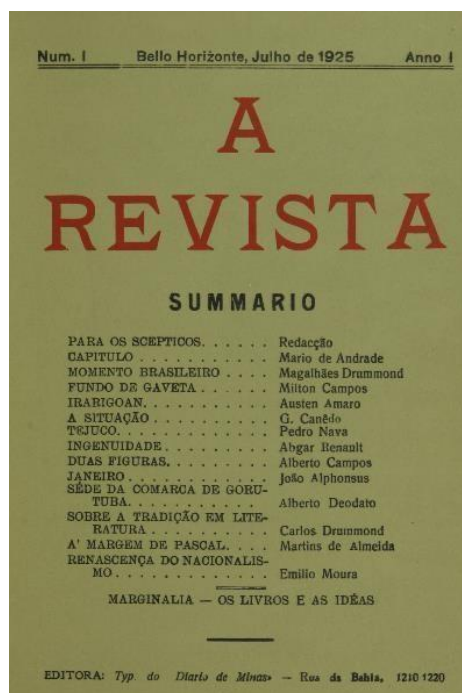 Num. I Bello Horizonte, Julho de 1925 Anno I
A
REVISTA
SUMMARIO
PARA OS SCEPTICOS. . . . . . Redacção
CAPITULO . . . . . . . . . . . Mario de Andrade
MOMENTO BRASILEIRO . . . . Magalhães Drummond
FUNDO DE GAVETA . . . . . . Milton Campos
IRARIGOAN. . . . . . . . . . . Austen Amaro
A SITUAÇÃO . . . . . . . . . . G. Canêdo
TEJUCO. . . . . . . . . . . . . Pedro Nava
INGENUIDADE. . . . . . . . . . Abgar Renault
DUAS FIGURAS. . . . . . . . . Alberto Campos
JANEIRO . . . . . . . . . . . . João Alphonsus
SÉDE DA COMARCA DE GORU-
TUBA. . . . . . . . . . . . Alberto Deodato
SOBRE A TRADIÇÃO EM LITE-
RATURA . . . . . . . . . . Carlos Drummond
A' MARGEM DE PASCAL. . . . Martins de Almeida
RENASCENÇA DO NACIONALIS-
MO . . . . . . . . . . . . . Emilio Moura
MARGINALIA — OS LIVROS E AS IDÉAS
EDITORA: Typ. do Diario de Minas» — Rua da Bahia, 1210 1220